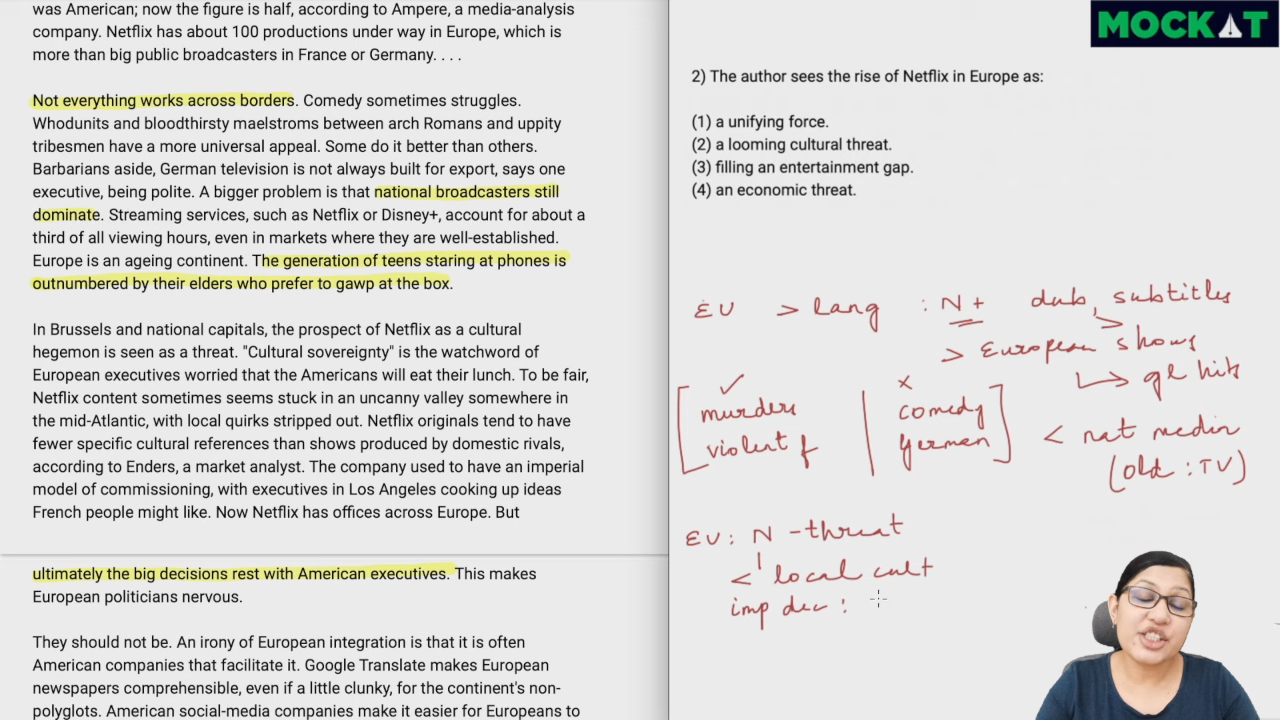 was American; now the figure is half, according to Ampere, a media-analysis
company. Netflix has about 100 productions under way in Europe, which is
more than big public broadcasters in France or Germany. . . .
Not everything works across borders. Comedy sometimes struggles.
Whodunits and bloodthirsty maelstroms between arch Romans and uppity
tribesmen have a more universal appeal. Some do it better than others.
Barbarians aside, German television is not always built for export, says one
executive, being polite. A bigger problem is that national broadcasters still
dominate. Streaming services, such as Netflix or Disney+, account for about a
third of all viewing hours, even in markets where they are well-established.
Europe is an ageing continent. The generation of teens staring at phones is
outnumbered by their elders who prefer to gawp at the box.
In Brussels and national capitals, the prospect of Netflix as a cultural
hegemon is seen as a threat. "Cultural sovereignty" is the watchword of
European executives worried that the Americans will eat their lunch. To be fair,
Netflix content sometimes seems stuck in an uncanny valley somewhere in
the mid-Atlantic, with local quirks stripped out. Netflix originals tend to have
fewer specific cultural references than shows produced by domestic rivals,
according to Enders, a market analyst. The company used to have an imperial
model of commissioning, with executives in Los Angeles cooking up ideas
French people might like. Now Netflix has offices across Europe. But
ultimately the big decisions rest with American executives. This makes
European politicians nervous.
They should not be. An irony of European integration is that it is often
American companies that facilitate it. Google Translate makes European
newspapers comprehensible, even if a little clunky, for the continent's non-
polyglots. American social-media companies make it easier for Europeans to
MOCKAT
2) The author sees the rise of Netflix in Europe as:
(1) a unifying force.
(2) a looming cultural threat.
(3) filling an entertainment gap.
(4) an economic threat.
EU > lang : N+ dub, subtitles
> European shows
↳ gl hits
✓ x
murders comedy
violent f German
< nat media
(old : TV)
EU: N - threat
< local cult
imp dec :